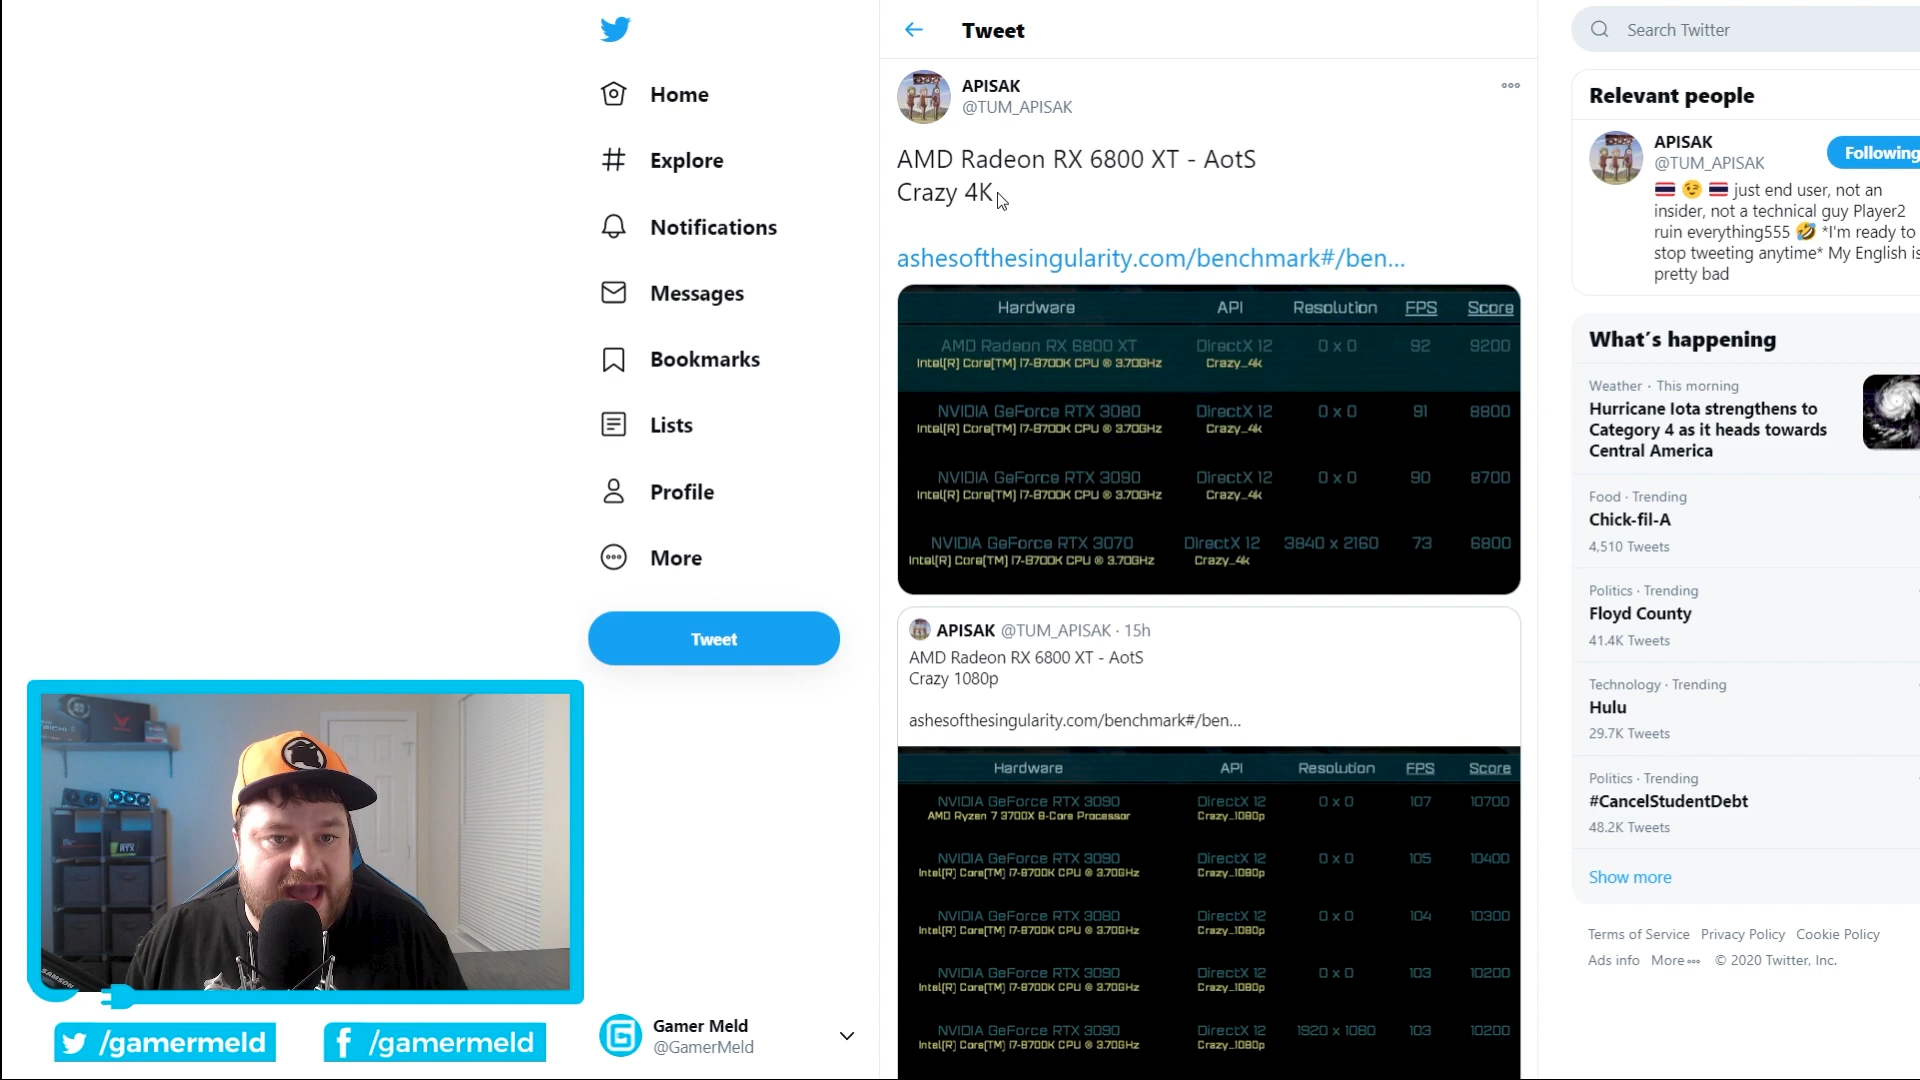 Home
Explore
Notifications
Messages
Bookmarks
Lists
Profile
More
Tweet
Gamer Meld
@GamerMeld
/gamermeld
/gamermeld
SAMSON
RTX
Tweet
APISAK
@TUM_APISAK
AMD Radeon RX 6800 XT - AotS
Crazy 4K
ashesofthesingularity.com/benchmark#/ben...
Hardware API Resolution FPS Score
AMD Radeon RX 6800 XT DirectX 12 0 x 0 92 9200
Intel(R) Core(TM) i7-8700K CPU @ 3.70GHz Crazy_4k
NVIDIA GeForce RTX 3080 DirectX 12 0 x 0 91 8800
Intel(R) Core(TM) i7-8700K CPU @ 3.70GHz Crazy_4k
NVIDIA GeForce RTX 3090 DirectX 12 0 x 0 90 8700
Intel(R) Core(TM) i7-8700K CPU @ 3.70GHz Crazy_4k
NVIDIA GeForce RTX 3070 DirectX 12 3840 x 2160 73 6800
Intel(R) Core(TM) i7-8700K CPU @ 3.70GHz Crazy_4k
APISAK @TUM_APISAK · 15h
AMD Radeon RX 6800 XT - AotS
Crazy 1080p
ashesofthesingularity.com/benchmark#/ben...
Hardware API Resolution FPS Score
NVIDIA GeForce RTX 3090 DirectX 12 0 x 0 107 10700
AMD Ryzen 7 3700X 8-Core Processor Crazy_1080p
NVIDIA GeForce RTX 3090 DirectX 12 0 x 0 105 10400
Intel(R) Core(TM) i7-8700K CPU @ 3.70GHz Crazy_1080p
NVIDIA GeForce RTX 3080 DirectX 12 0 x 0 104 10300
Intel(R) Core(TM) i7-8700K CPU @ 3.70GHz Crazy_1080p
NVIDIA GeForce RTX 3090 DirectX 12 0 x 0 103 10200
Intel(R) Core(TM) i7-8700K CPU @ 3.70GHz Crazy_1080p
NVIDIA GeForce RTX 3090 DirectX 12 1920 x 1080 103 10200
Intel(R) Core(TM) i7-8700K CPU @ 3.70GHz Crazy_1080p
Search Twitter
Relevant people
APISAK
@TUM_APISAK
Following
🇹🇭 😉 🇹🇭 just end user, not an
insider, not a technical guy Player2
ruin everything555 🤣 *I'm ready to
stop tweeting anytime* My English is
pretty bad
What's happening
Weather · This morning
Hurricane Iota strengthens to
Category 4 as it heads towards
Central America
Food · Trending
Chick-fil-A
4,510 Tweets
Politics · Trending
Floyd County
41.4K Tweets
Technology · Trending
Hulu
29.7K Tweets
Politics · Trending
#CancelStudentDebt
48.2K Tweets
Show more
Terms of Service Privacy Policy Cookie Policy
Ads info More © 2020 Twitter, Inc.